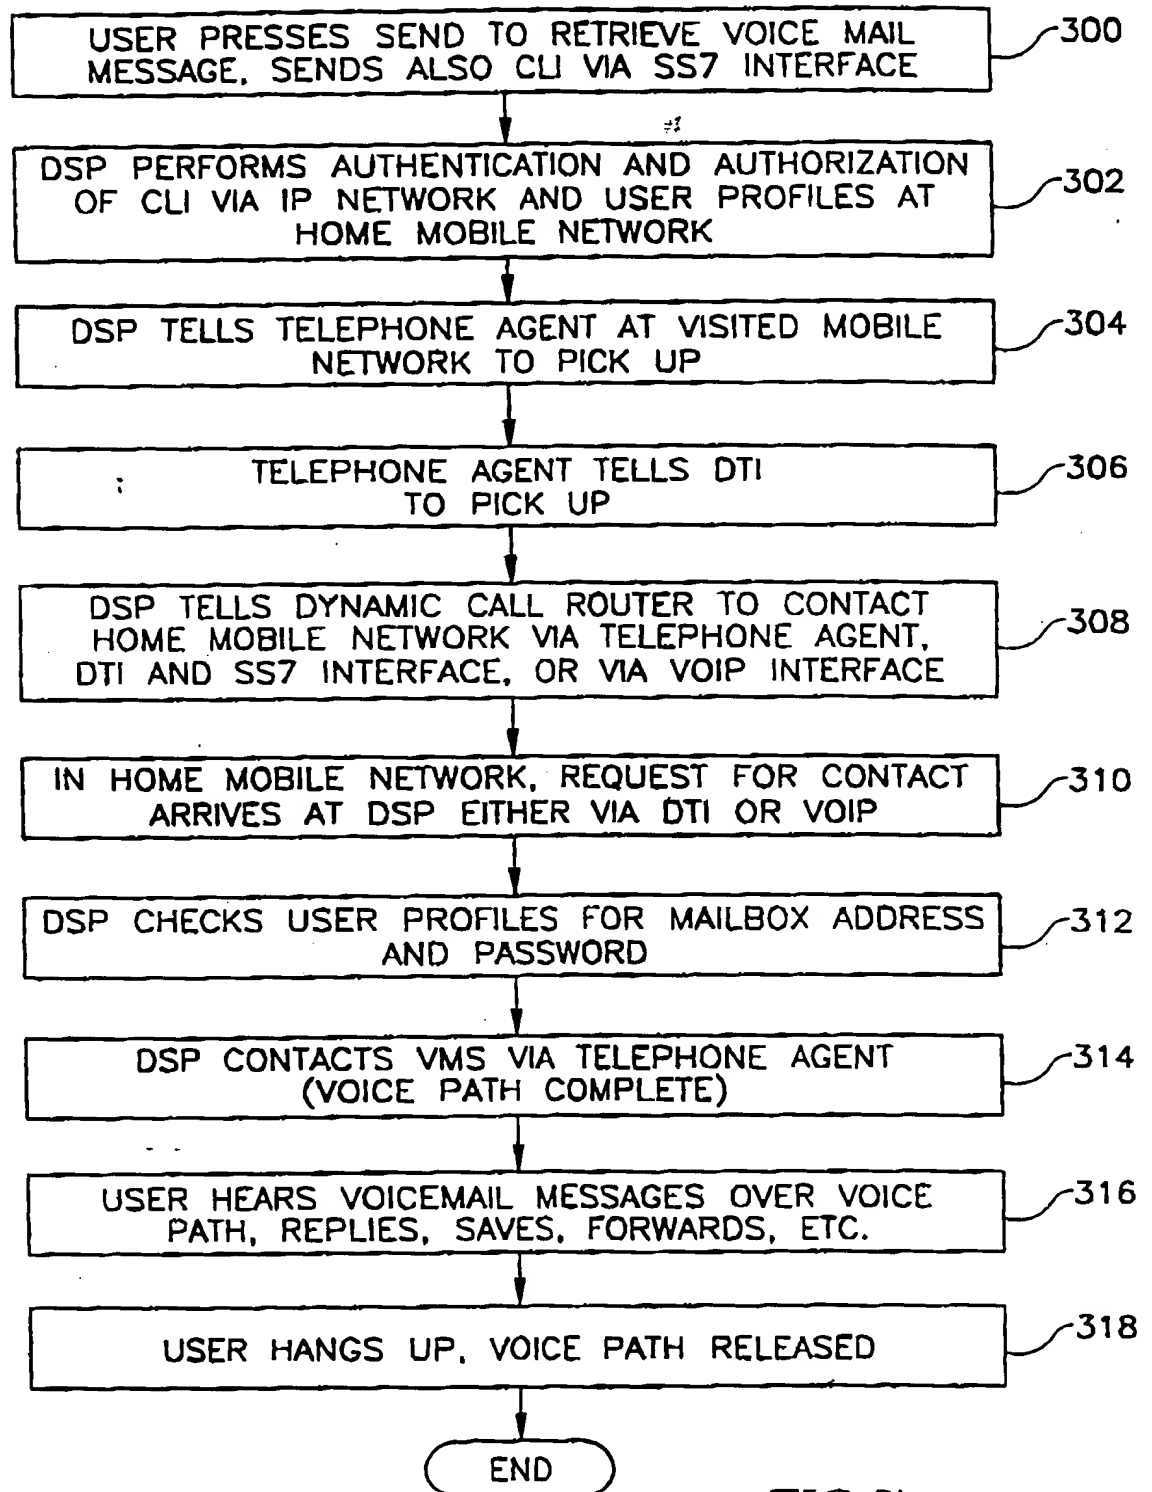 USER PRESSES SEND TO RETRIEVE VOICE MAIL
MESSAGE, SENDS ALSO CLI VIA SS7 INTERFACE
300
DSP PERFORMS AUTHENTICATION AND AUTHORIZATION
OF CLI VIA IP NETWORK AND USER PROFILES AT
HOME MOBILE NETWORK
302
DSP TELLS TELEPHONE AGENT AT VISITED MOBILE
NETWORK TO PICK UP
304
TELEPHONE AGENT TELLS DTI
TO PICK UP
306
DSP TELLS DYNAMIC CALL ROUTER TO CONTACT
HOME MOBILE NETWORK VIA TELEPHONE AGENT,
DTI AND SS7 INTERFACE, OR VIA VOIP INTERFACE
308
IN HOME MOBILE NETWORK, REQUEST FOR CONTACT
ARRIVES AT DSP EITHER VIA DTI OR VOIP
310
DSP CHECKS USER PROFILES FOR MAILBOX ADDRESS
AND PASSWORD
312
DSP CONTACTS VMS VIA TELEPHONE AGENT
(VOICE PATH COMPLETE)
314
USER HEARS VOICEMAIL MESSAGES OVER VOICE
PATH, REPLIES, SAVES, FORWARDS, ETC.
316
USER HANGS UP, VOICE PATH RELEASED
318
END